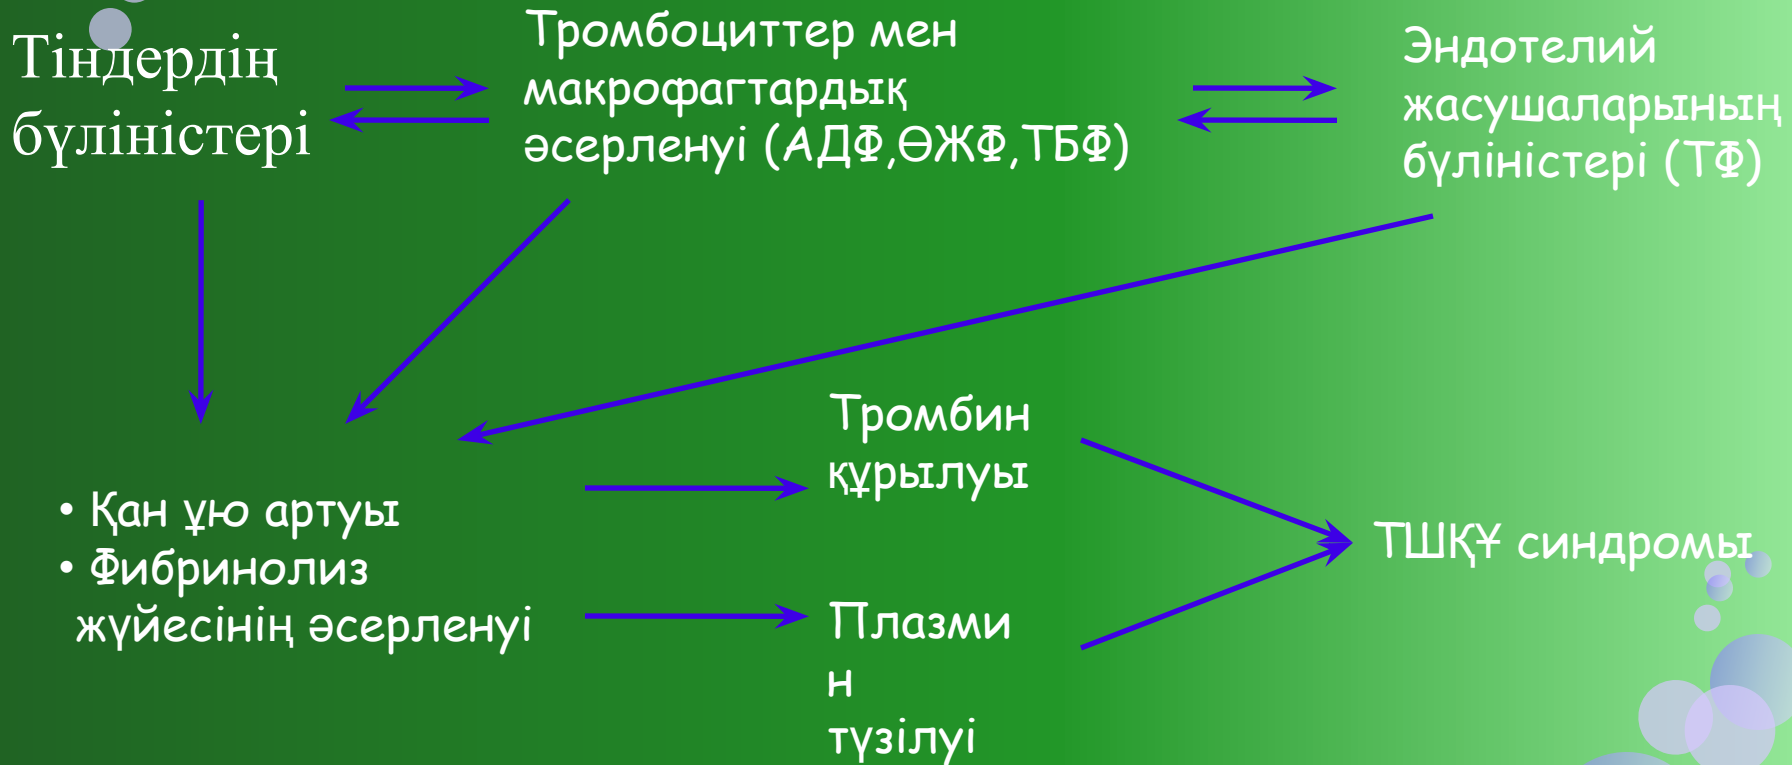 Тіндердің
бүліністері
Тромбоциттер мен
макрофагтардық
әсерленуі (АДФ,ӨЖФ,ТБФ)
Эндотелий
жасушаларының
бүліністері (ТФ)
• Қан ұю артуы
• Фибринолиз
жүйесінің әсерленуі
Тромбин
құрылуы
Плазми
н
түзілуі
ТШҚҰ синдромы